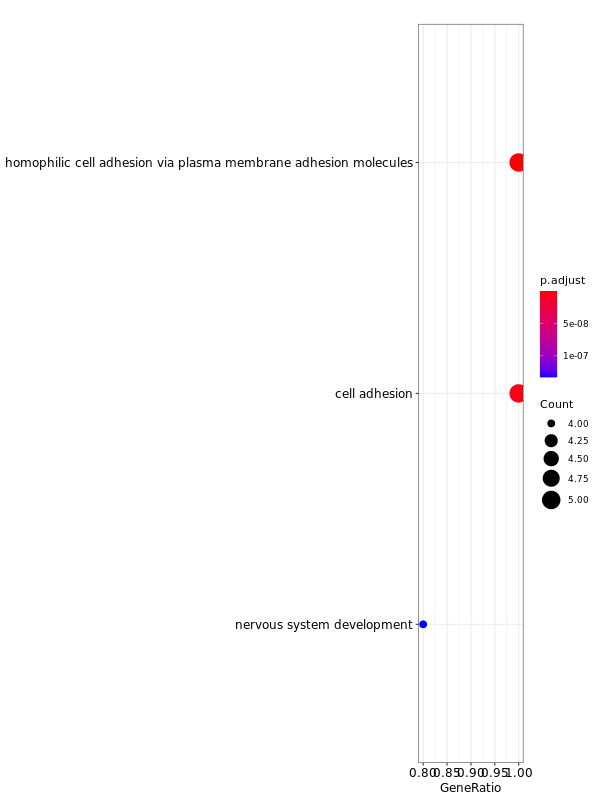 homophilic cell adhesion via plasma membrane adhesion molecules
cell adhesion
nervous system development
0.80 0.85 0.90 0.95 1.00
GeneRatio
p.adjust
5e-08
1e-07
Count
4.00
4.25
4.50
4.75
5.00